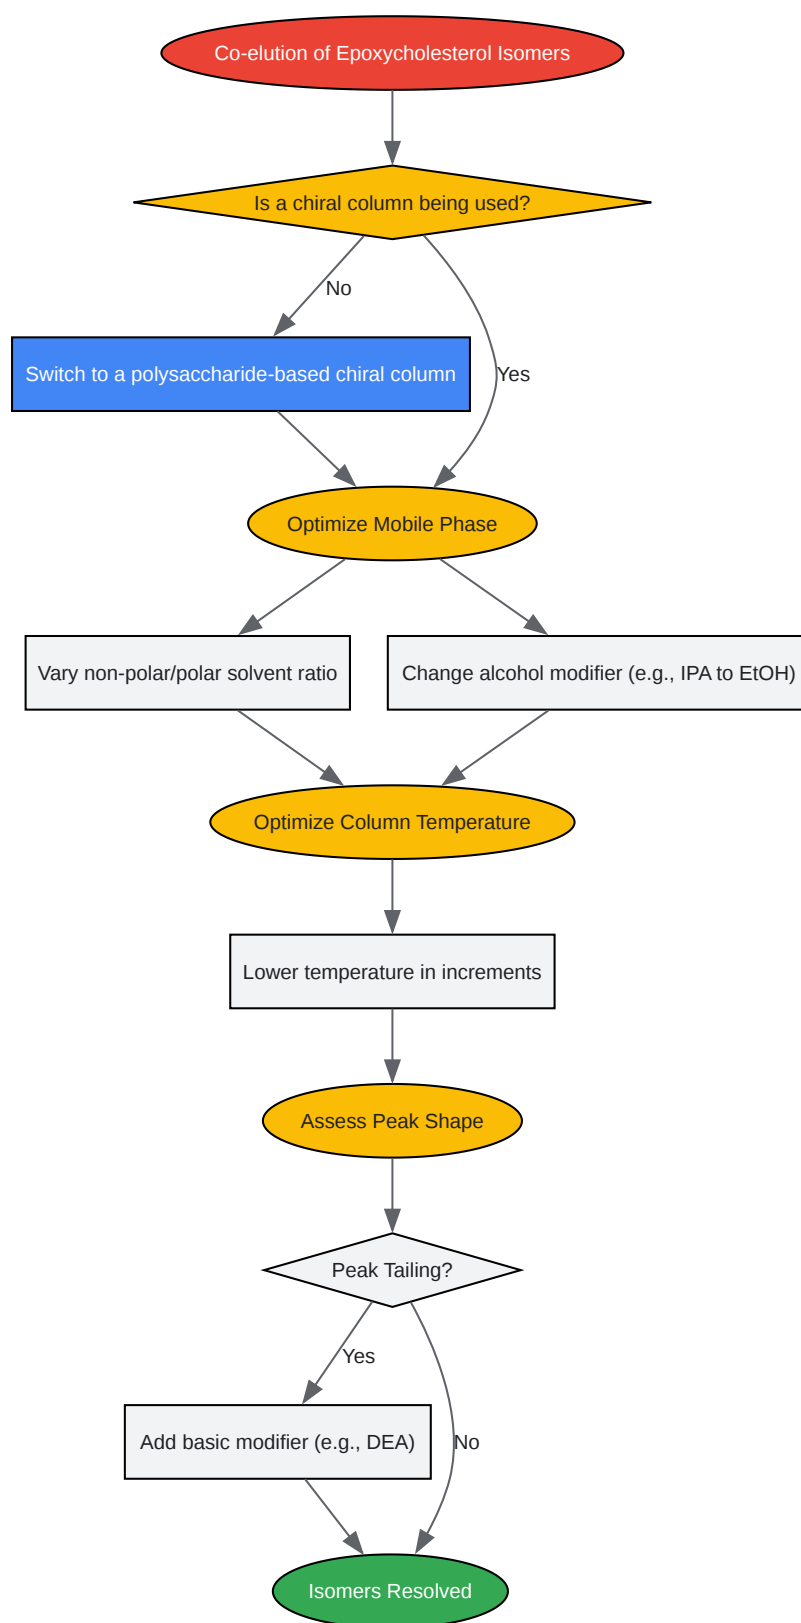 Co-elution of Epoxycholesterol Isomers
Is a chiral column being used?
No
Switch to a polysaccharide-based chiral column
Yes
Optimize Mobile Phase
Vary non-polar/polar solvent ratio
Change alcohol modifier (e.g., IPA to EtOH)
Optimize Column Temperature
Lower temperature in increments
Assess Peak Shape
Peak Tailing?
Yes
Add basic modifier (e.g., DEA)
No
Isomers Resolved